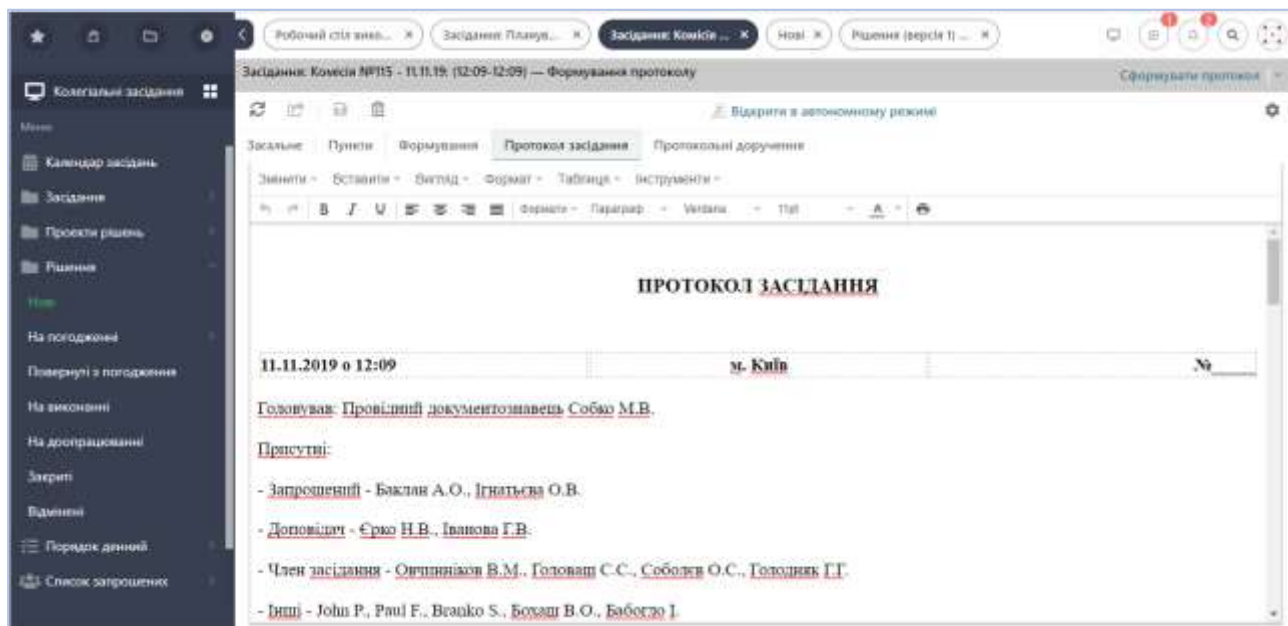 Робочий стіл вико... ×
Засідання: Планув... ×
Засідання: Комісія ... ×
Нові ×
Рішення (версія 1) ... ×
1
2
Засідання: Комісія №115 - 11.11.19; (12:09-12:09) — Формування протоколу
Сформувати протокол
Колегіальні засідання
Меню
Календар засідань
Засідання
Проекти рішень
Рішення
Нові
На погодженні
Повернуті з погодження
На виконанні
На доопрацюванні
Закриті
Відмінені
Порядок денний
Список запрошених
Відкрити в автономному режимі
Загальне Пункти Формування Протокол засідання Протокольні доручення
Змінити Вставити Вигляд Формат Таблиця Інструменти
B I U Формати Параграф Verdana 11pt A
ПРОТОКОЛ ЗАСІДАННЯ
11.11.2019 о 12:09 м. Київ №______
Головував: Провідний документознавець Собко М.В.
Присутні:
- Запрошений - Баклан А.О., Ігнатьєва О.В.
- Доповідач - Єрко Н.В., Іванова Г.В.
- Член засідання - Овчинніков В.М., Головащ С.С., Соболєв О.С., Голодняк Г.Г.
- Інші - John P., Paul F., Branko S., Бохаш В.О., Бабогло І.